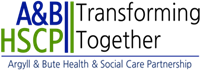 A&B Transforming
HSCP Together
Argyll & Bute Health & Social Care Partnership